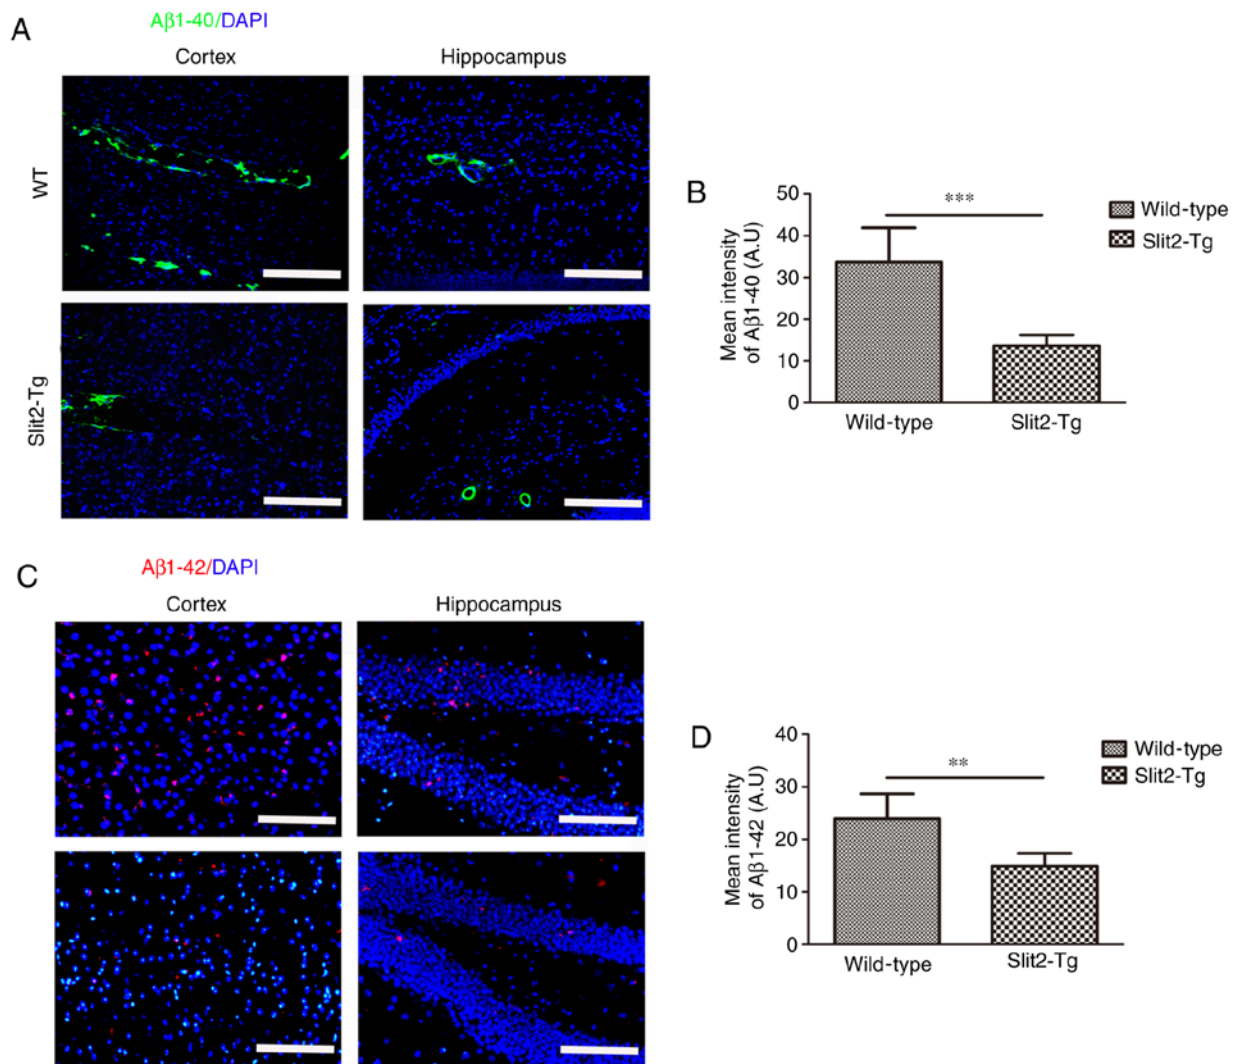 A
Aβ1-40/DAPI
Cortex
Hippocampus
WT
Slit2-Tg
B
Mean intensity
of Aβ1-40 (A.U)
50
40
30
20
10
0
***
Wild-type
Slit2-Tg
Wild-type
Slit2-Tg
C
Aβ1-42/DAPI
Cortex
Hippocampus
D
Mean intensity
of Aβ1-42 (A.U)
40
30
20
10
0
**
Wild-type
Slit2-Tg
Wild-type
Slit2-Tg